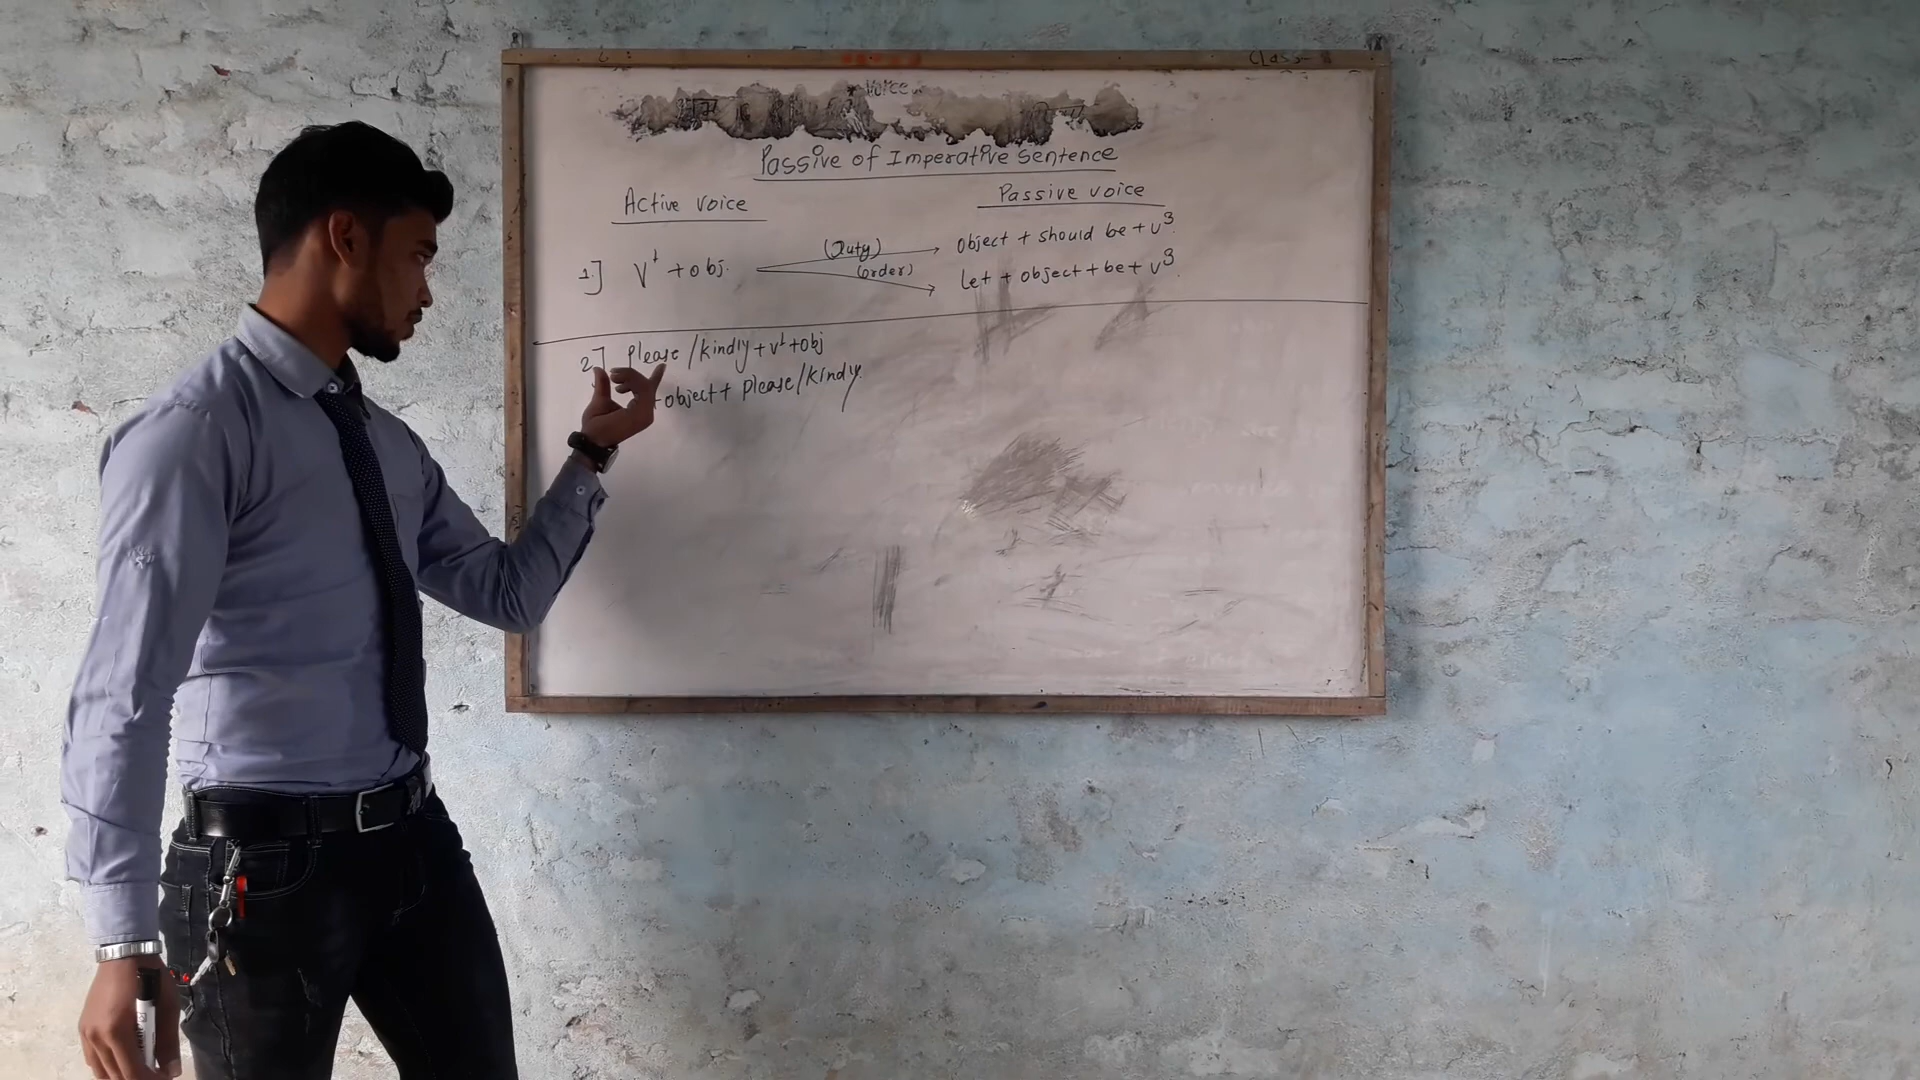 Class-
Voice
Passive of Imperative Sentence
Active Voice
Passive voice
1.] V¹ + obj.
(Duty)
(order)
object + should be + v³.
Let + object + be + v³.
2.] Please/kindly + v¹ + obj
+ object + please/kindly.